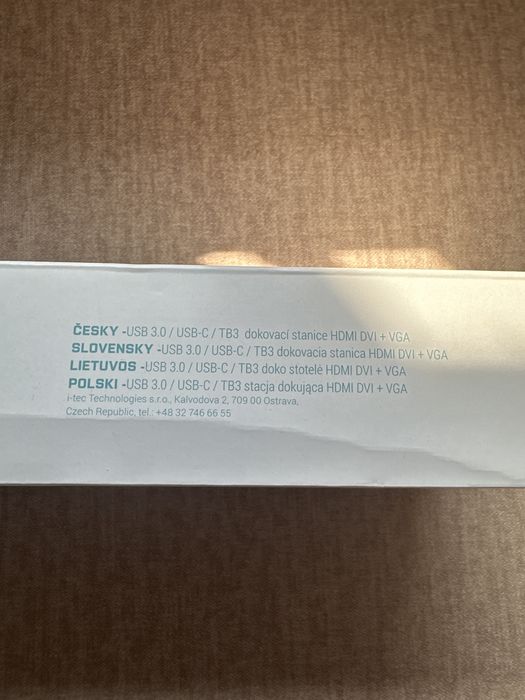 ČESKY -USB 3.0 / USB-C / TB3 dokovací stanice HDMI DVI + VGA
SLOVENSKY -USB 3.0 / USB-C / TB3 dokovacia stanica HDMI DVI + VGA
LIETUVOS -USB 3.0 / USB-C / TB3 doko stotelė HDMI DVI + VGA
POLSKI -USB 3.0 / USB-C / TB3 stacja dokująca HDMI DVI + VGA
i-tec Technologies s.r.o., Kalvodova 2, 709 00 Ostrava,
Czech Republic, tel.: +48 32 746 66 55